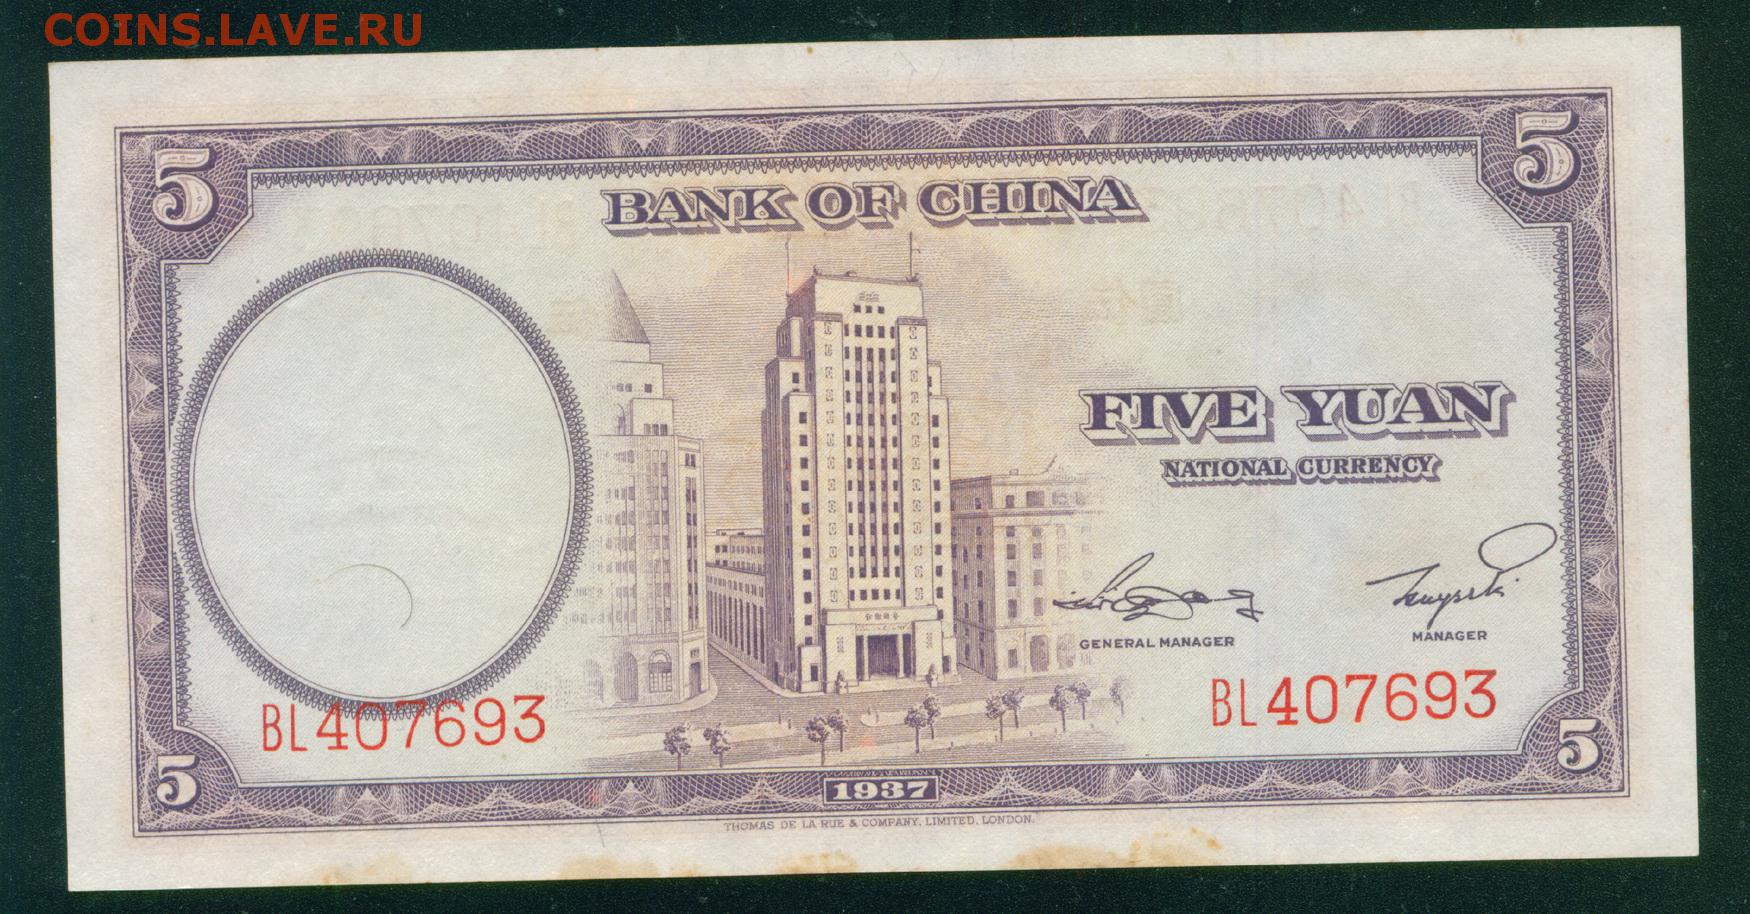 COINS.LAVE.RU
5 5
BANK OF CHINA
FIVE YUAN
NATIONAL CURRENCY
GENERAL MANAGER MANAGER
BL407693 BL407693
5 5
1937
THOMAS DE LA RUE & COMPANY, LIMITED, LONDON.